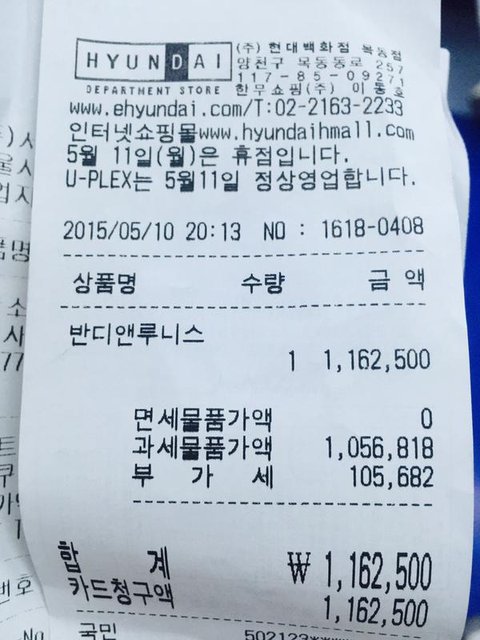 HYUNDAI
DEPARTMENT STORE
(주) 현대백화점 목동점
양천구 목동동로 257
117-85-09271
한무쇼핑(주) 이동호
www.ehyundai.com/T:02-2163-2233
인터넷쇼핑몰www.hyundaihmall.com
5월 11일(월)은 휴점입니다.
U-PLEX는 5월11일 정상영업합니다.
2015/05/10 20:13 NO : 1618-0408
상품명 수량 금 액
반디앤루니스
1 1,162,500
면세물품가액 0
과세물품가액 1,056,818
부 가 세 105,682
합 계 ₩ 1,162,500
카드청구액 1,162,500
국민 502123****